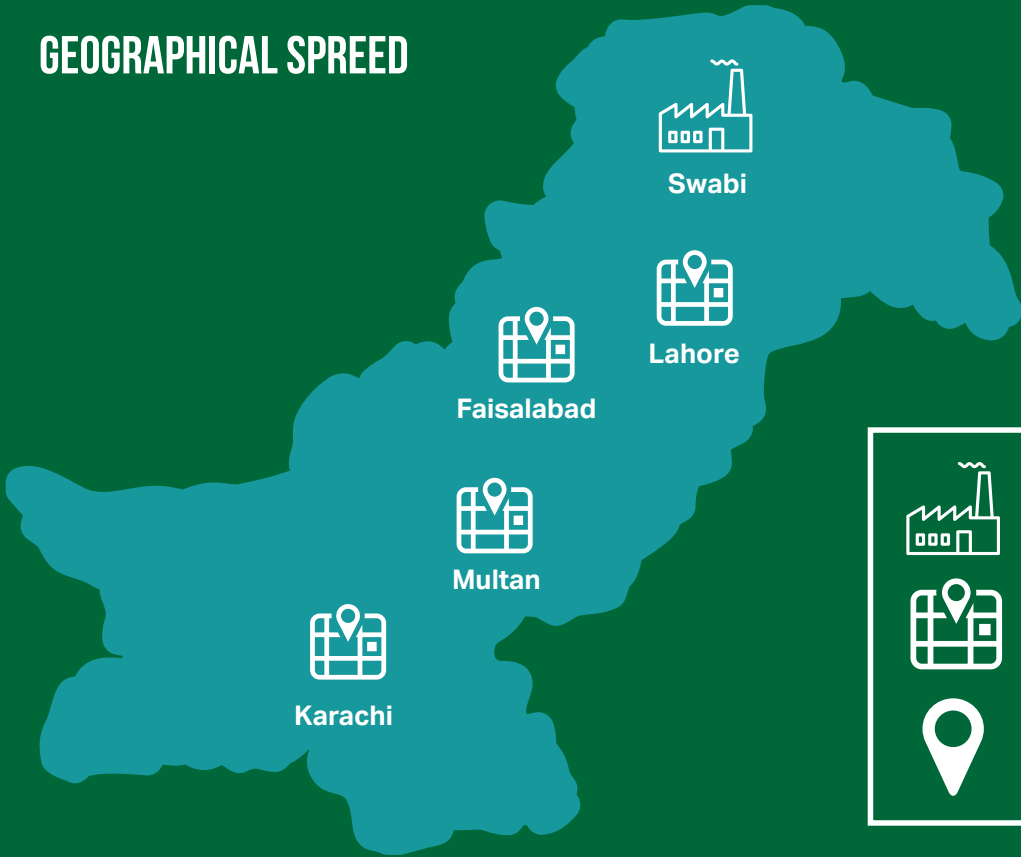 GEOGRAPHICAL SPREED
Swabi
Lahore
Faisalabad
Multan
Karachi